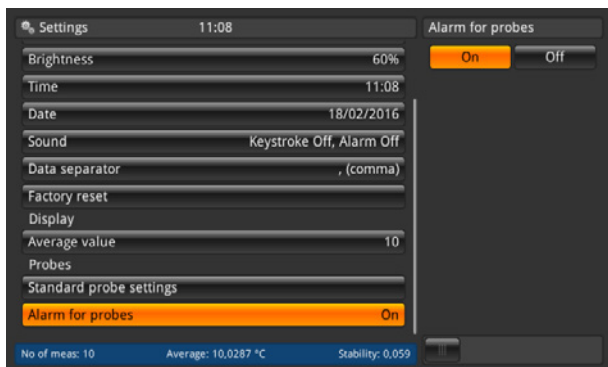 Settings 11:08
Brightness 60%
Time 11:08
Date 18/02/2016
Sound Keystroke Off, Alarm Off
Data separator , (comma)
Factory reset
Display
Average value 10
Probes
Standard probe settings
Alarm for probes On
No of meas: 10 Average: 10,0287 °C Stability: 0,059
Alarm for probes
On Off